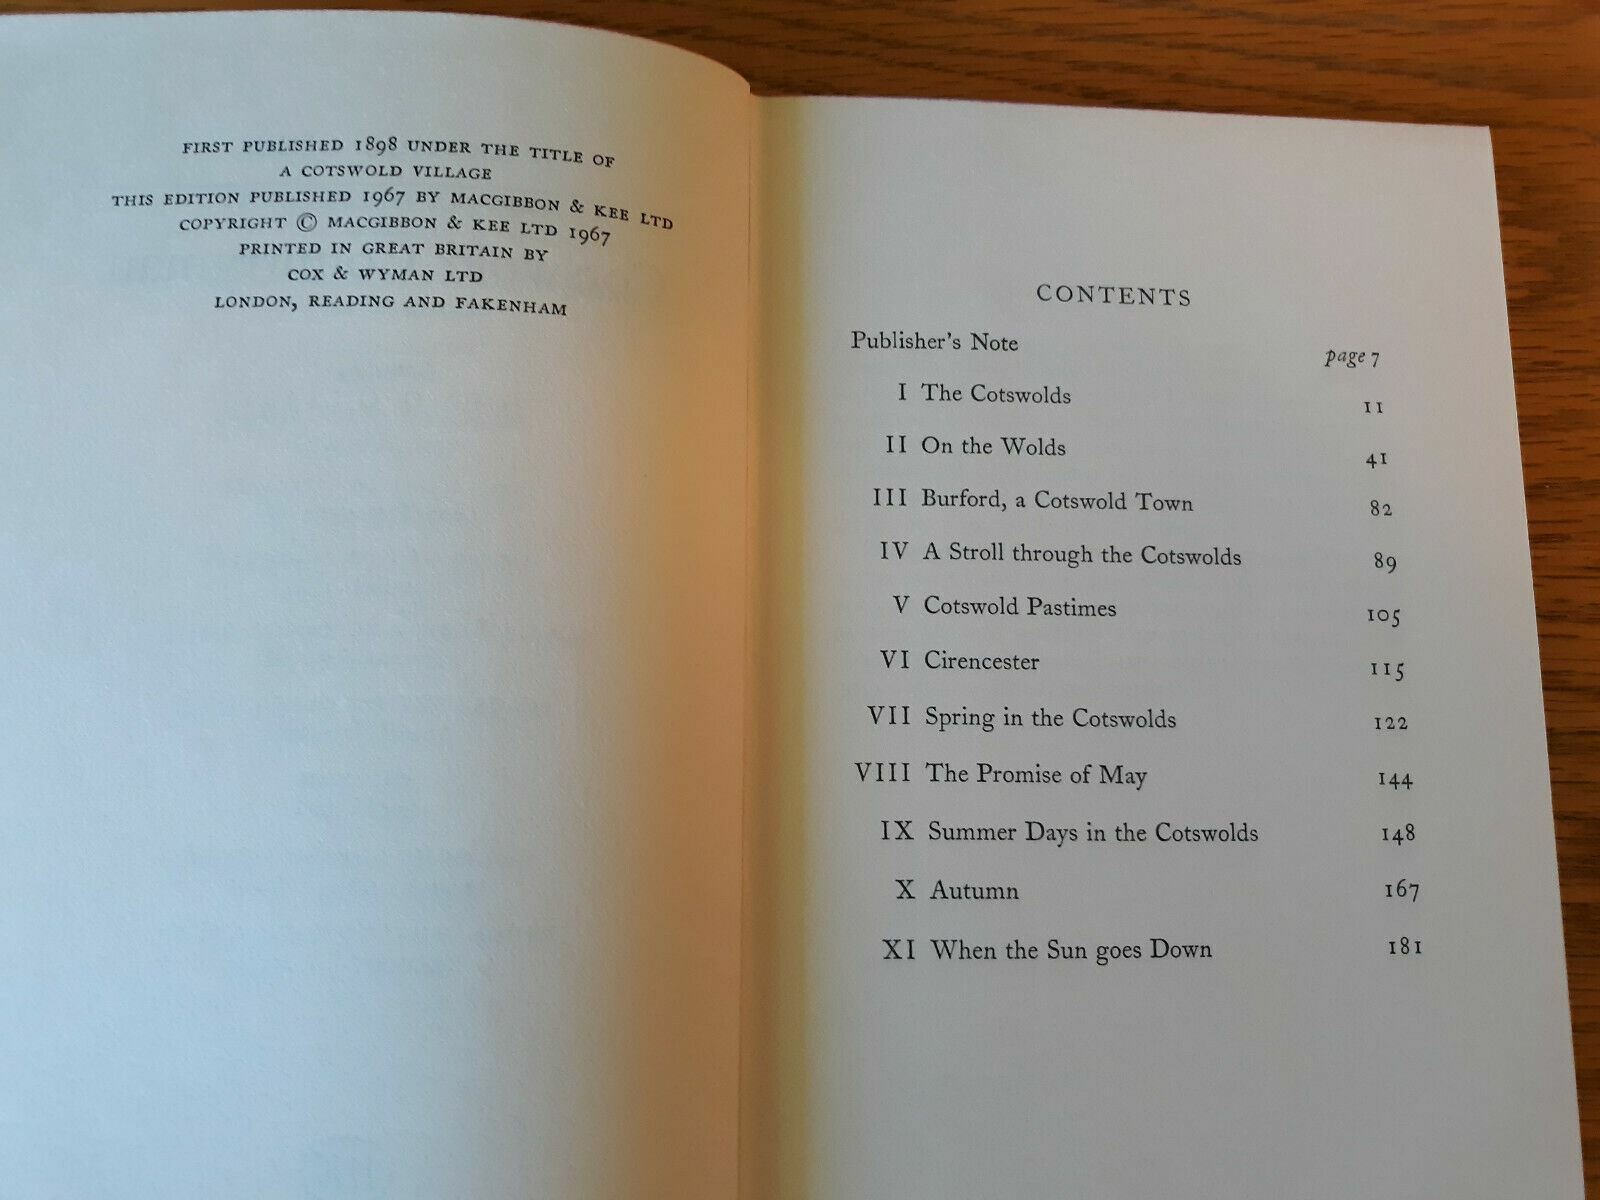 FIRST PUBLISHED 1898 UNDER THE TITLE OF
A COTSWOLD VILLAGE
THIS EDITION PUBLISHED 1967 BY MACGIBBON & KEE LTD
COPYRIGHT © MACGIBBON & KEE LTD 1967
PRINTED IN GREAT BRITAIN BY
COX & WYMAN LTD
LONDON, READING AND FAKENHAM
CONTENTS
Publisher's Note page 7
I The Cotswolds 11
II On the Wolds 41
III Burford, a Cotswold Town 82
IV A Stroll through the Cotswolds 89
V Cotswold Pastimes 105
VI Cirencester 115
VII Spring in the Cotswolds 122
VIII The Promise of May 144
IX Summer Days in the Cotswolds 148
X Autumn 167
XI When the Sun goes Down 181